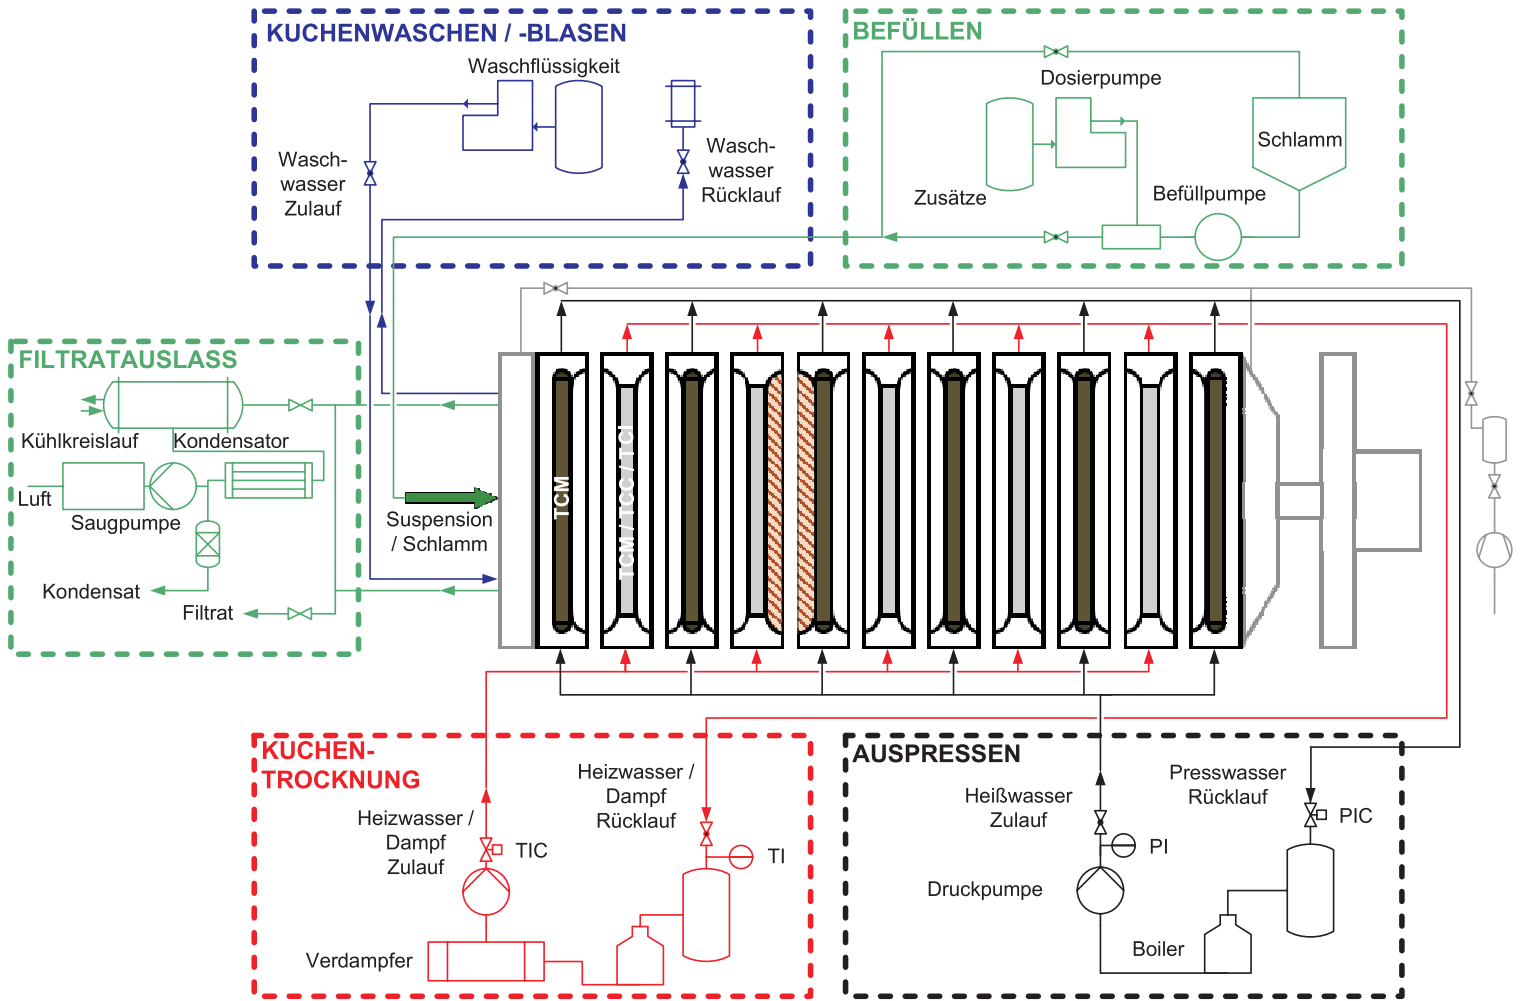 KUCHENWASCHEN / -BLASEN
Waschflüssigkeit
Wasch-
wasser
Zulauf
Wasch-
wasser
Rücklauf
BEFÜLLEN
Dosierpumpe
Schlamm
Zusätze
Befüllpumpe
FILTRATAUSLASS
Kühlkreislauf
Kondensator
Luft
Saugpumpe
Kondensat
Filtrat
Suspension
/ Schlamm
TCM
TCM / TCC / TCI
KUCHEN-
TROCKNUNG
Heizwasser /
Dampf
Zulauf
TIC
Heizwasser /
Dampf
Rücklauf
TI
Verdampfer
AUSPRESSEN
Heißwasser
Zulauf
PI
Druckpumpe
Boiler
Presswasser
Rücklauf
PIC